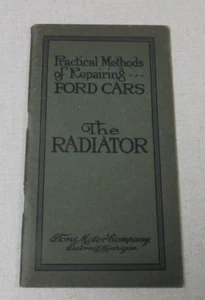 Practical Methods
of Repairing ---
FORD CARS
The
RADIATOR
Ford Motor Company
Detroit, Michigan